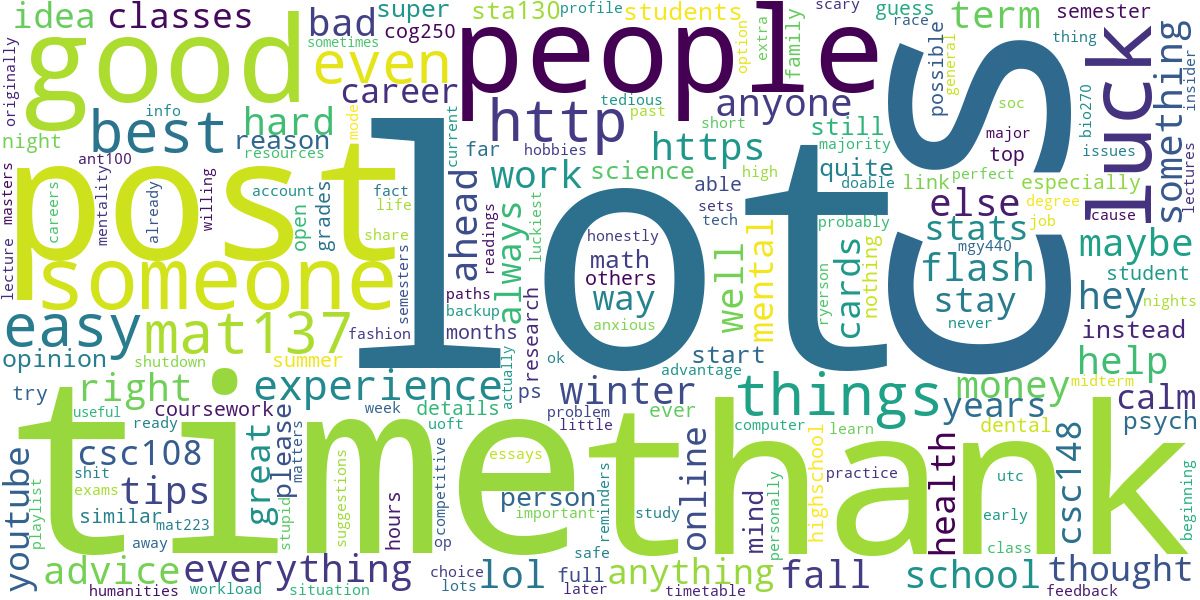 lot
cs
time
thank
people
post
good
someone
luck
mat137
easy
best
http
https
things
experience
everything
anything
school
thought
even
bad
career
classes
idea
super
cog250
sta130
profile
students
scary
guess
race
term
semester
thing
something
insider
originally
night
info
sometimes
hard
reason
resources
ant100
mode
current
far
tedious
past
hobbies
short
anyone
option
extra
family
still
majority
quite
doable
possible
general
soc
major
top
bio270
issues
lectures
link
perfect
especially
degree
job
cause
else
stats
mgy440
flash
stay
never
maybe
student
hey
nights
instead
help
masters
lecture
careers
mentality
already
willing
account
open
grades
fact
life
share
semesters
fashion
ahead
readings
always
luckiest
work
science
able
sets
tech
high
honestly
math
others
way
anxious
well
mental
probably
ryerson
cards
nothing
paths
backup
months
research
actually
ok
ps
advantage
start
opinion
shutdown
summer
try
right
useful
coursework
ready
week
details
uoft
winter
problem
little
ever
computer
highschool
learn
money
midterm
years
dental
calm
psych
youtube
playlist
shit
exams
csc108
tips
similar
mat223
away
great
stupid
please
matters
suggestions
hours
competitive
op
essays
person
important
study
reminders
safe
online
mind
personally
practice
health
utc
early
class
csc148
beginning
advice
humanities
workload
situation
choice
lots
lol
full
later
timetable
fall
feedback